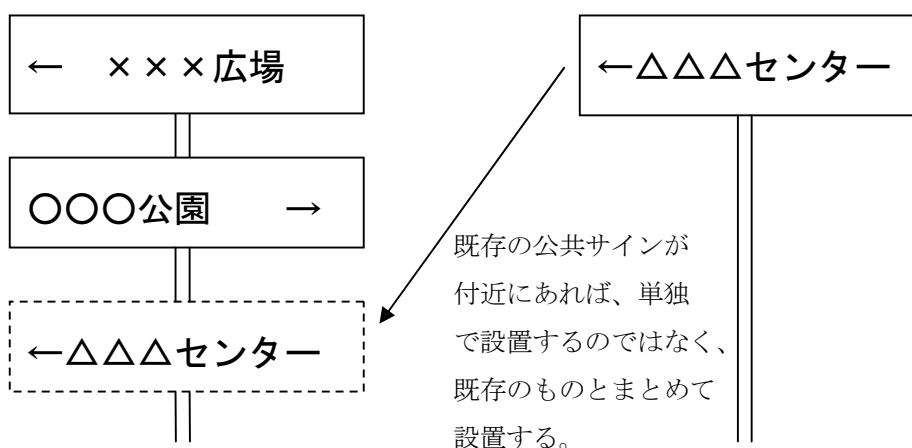 ← ×××広場
○○○公園 →
←△△△センター
←△△△センター
既存の公共サインが
付近にあれば、単独
で設置するのではなく、
既存のものとまとめて
設置する。